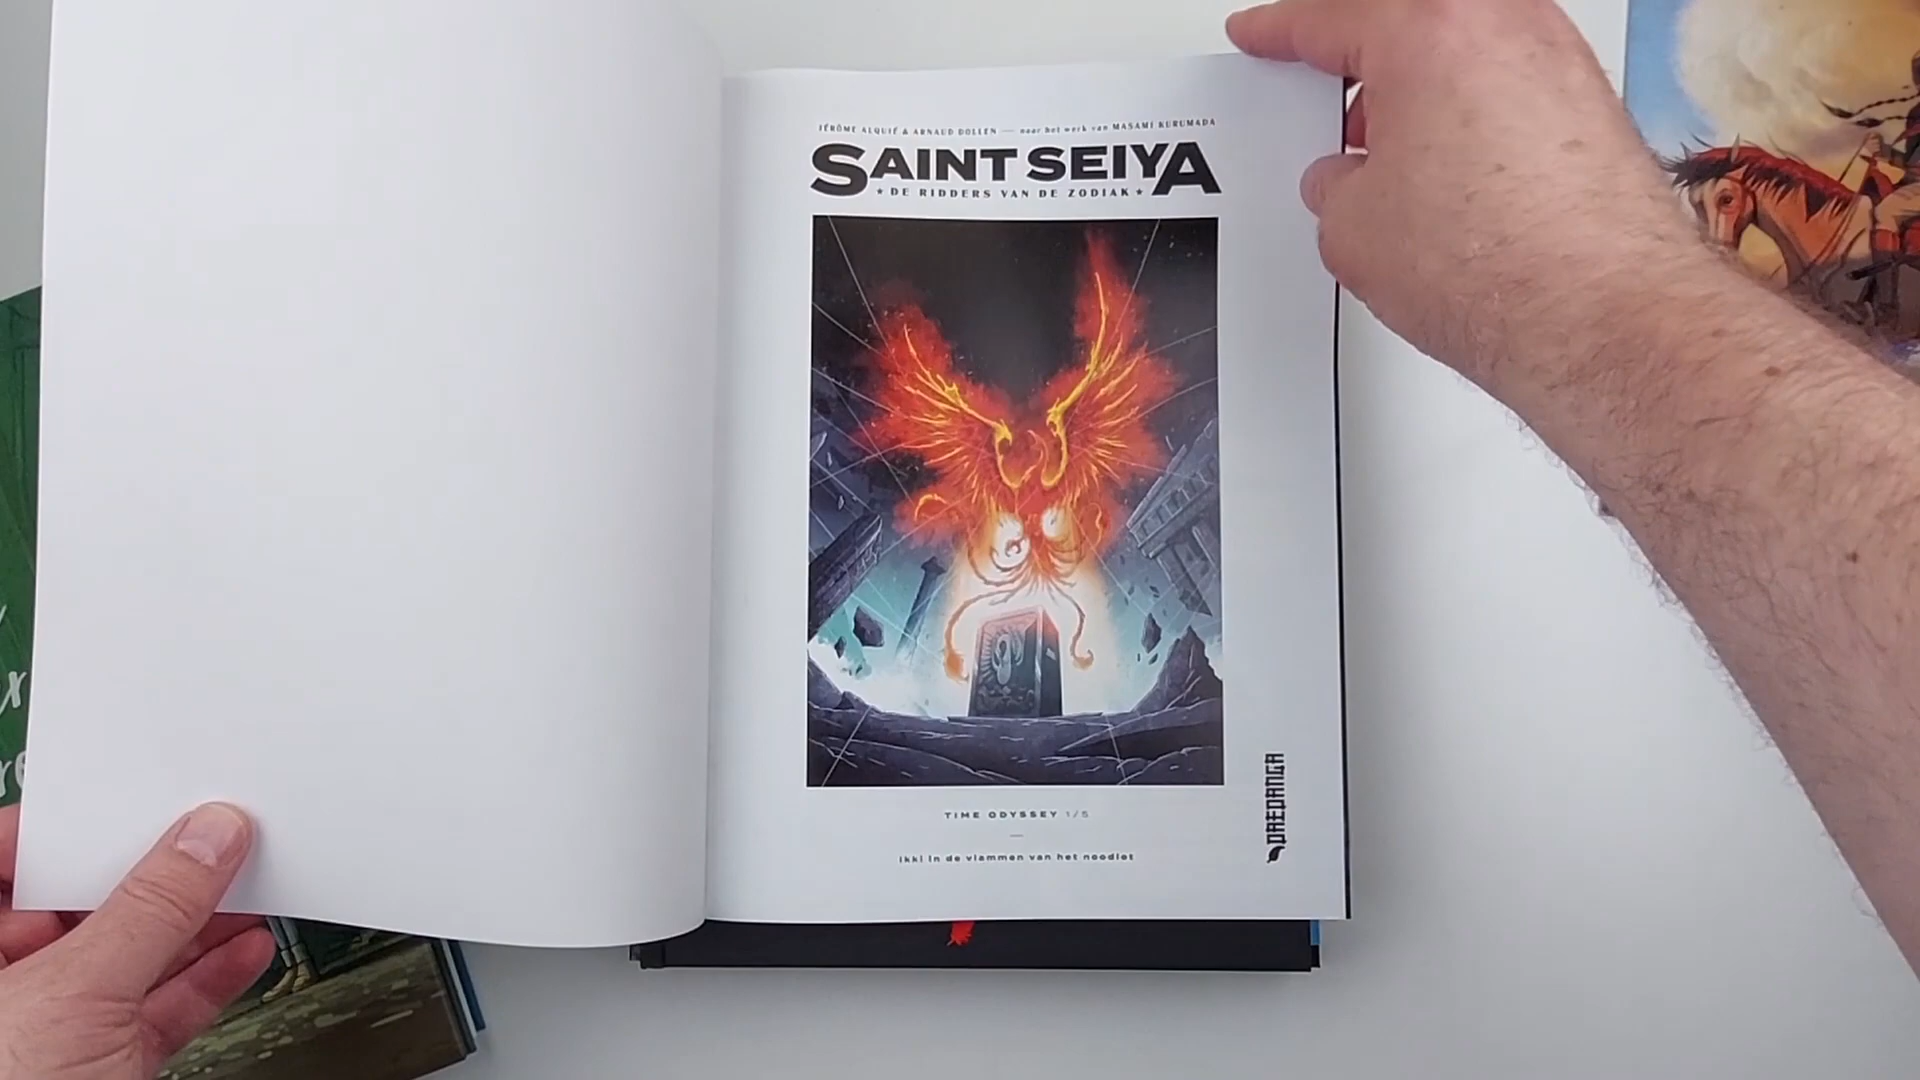 JÉRÔME ALQUIÉ & ARNAUD DOLLEN — naar het werk van MASAMI KURUMADA
SAINT SEIYA
★ DE RIDDERS VAN DE ZODIAK ★
TIME ODYSSEY 1/5
—
Ikki in de vlammen van het noodlot
DAEDANGA
x
re